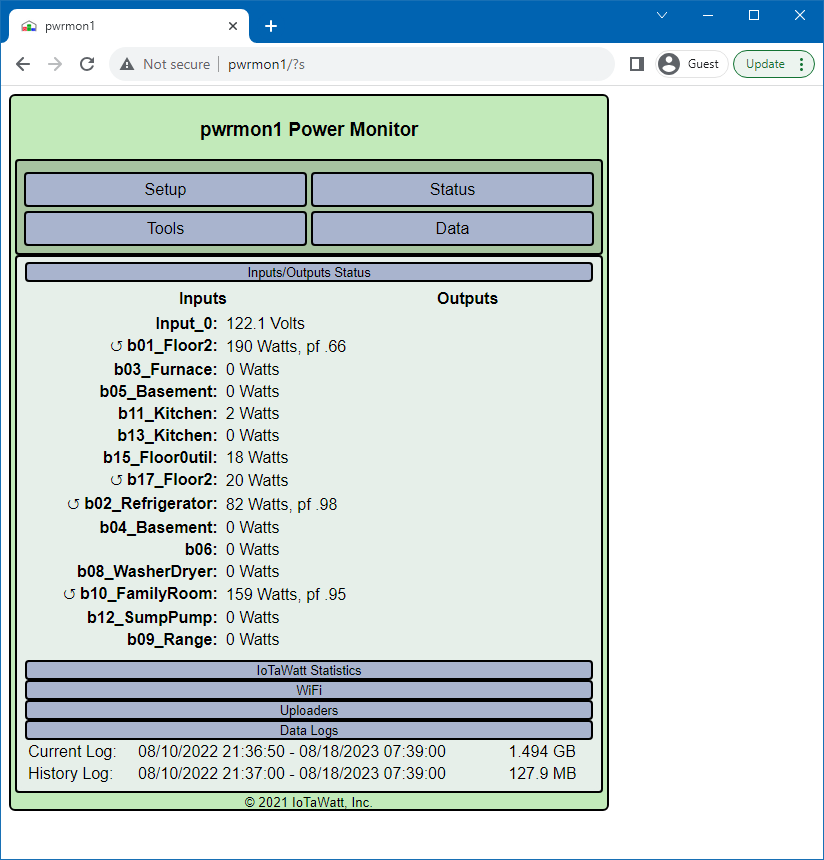 pwrmon1
Not secure | pwrmon1/?s Guest Update
pwrmon1 Power Monitor
Setup Status
Tools Data
Inputs/Outputs Status
Inputs Outputs
Input_0: 122.1 Volts
↺ b01_Floor2: 190 Watts, pf .66
b03_Furnace: 0 Watts
b05_Basement: 0 Watts
b11_Kitchen: 2 Watts
b13_Kitchen: 0 Watts
b15_Floor0util: 18 Watts
↺ b17_Floor2: 20 Watts
↺ b02_Refrigerator: 82 Watts, pf .98
b04_Basement: 0 Watts
b06: 0 Watts
b08_WasherDryer: 0 Watts
↺ b10_FamilyRoom: 159 Watts, pf .95
b12_SumpPump: 0 Watts
b09_Range: 0 Watts
IoTaWatt Statistics
WiFi
Uploaders
Data Logs
Current Log: 08/10/2022 21:36:50 - 08/18/2023 07:39:00 1.494 GB
History Log: 08/10/2022 21:37:00 - 08/18/2023 07:39:00 127.9 MB
© 2021 IoTaWatt, Inc.